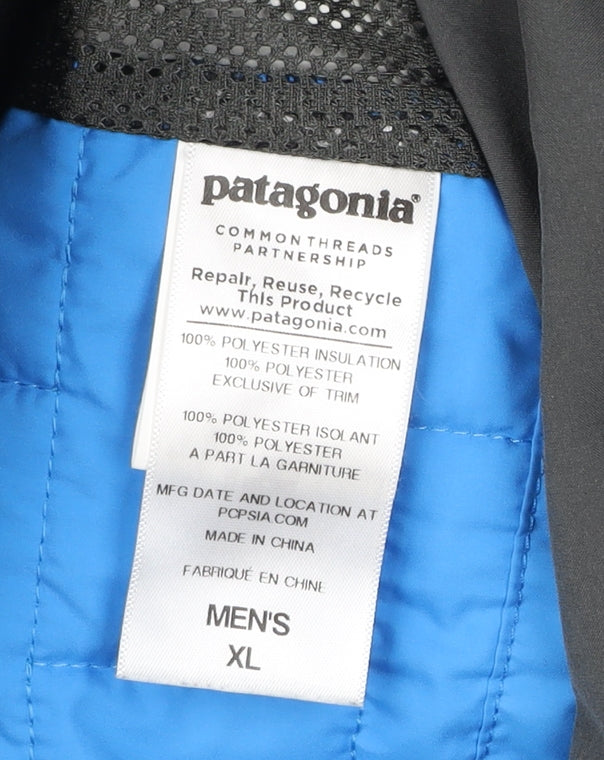 patagonia®
COMMON THREADS
PARTNERSHIP
Repair, Reuse, Recycle
This Product
www.patagonia.com
100% POLYESTER INSULATION
100% POLYESTER
EXCLUSIVE OF TRIM
100% POLYESTER ISOLANT
100% POLYESTER
A PART LA GARNITURE
MFG DATE AND LOCATION AT
PCPSIA.COM
MADE IN CHINA
FABRIQUÉ EN CHINE
MEN'S
XL